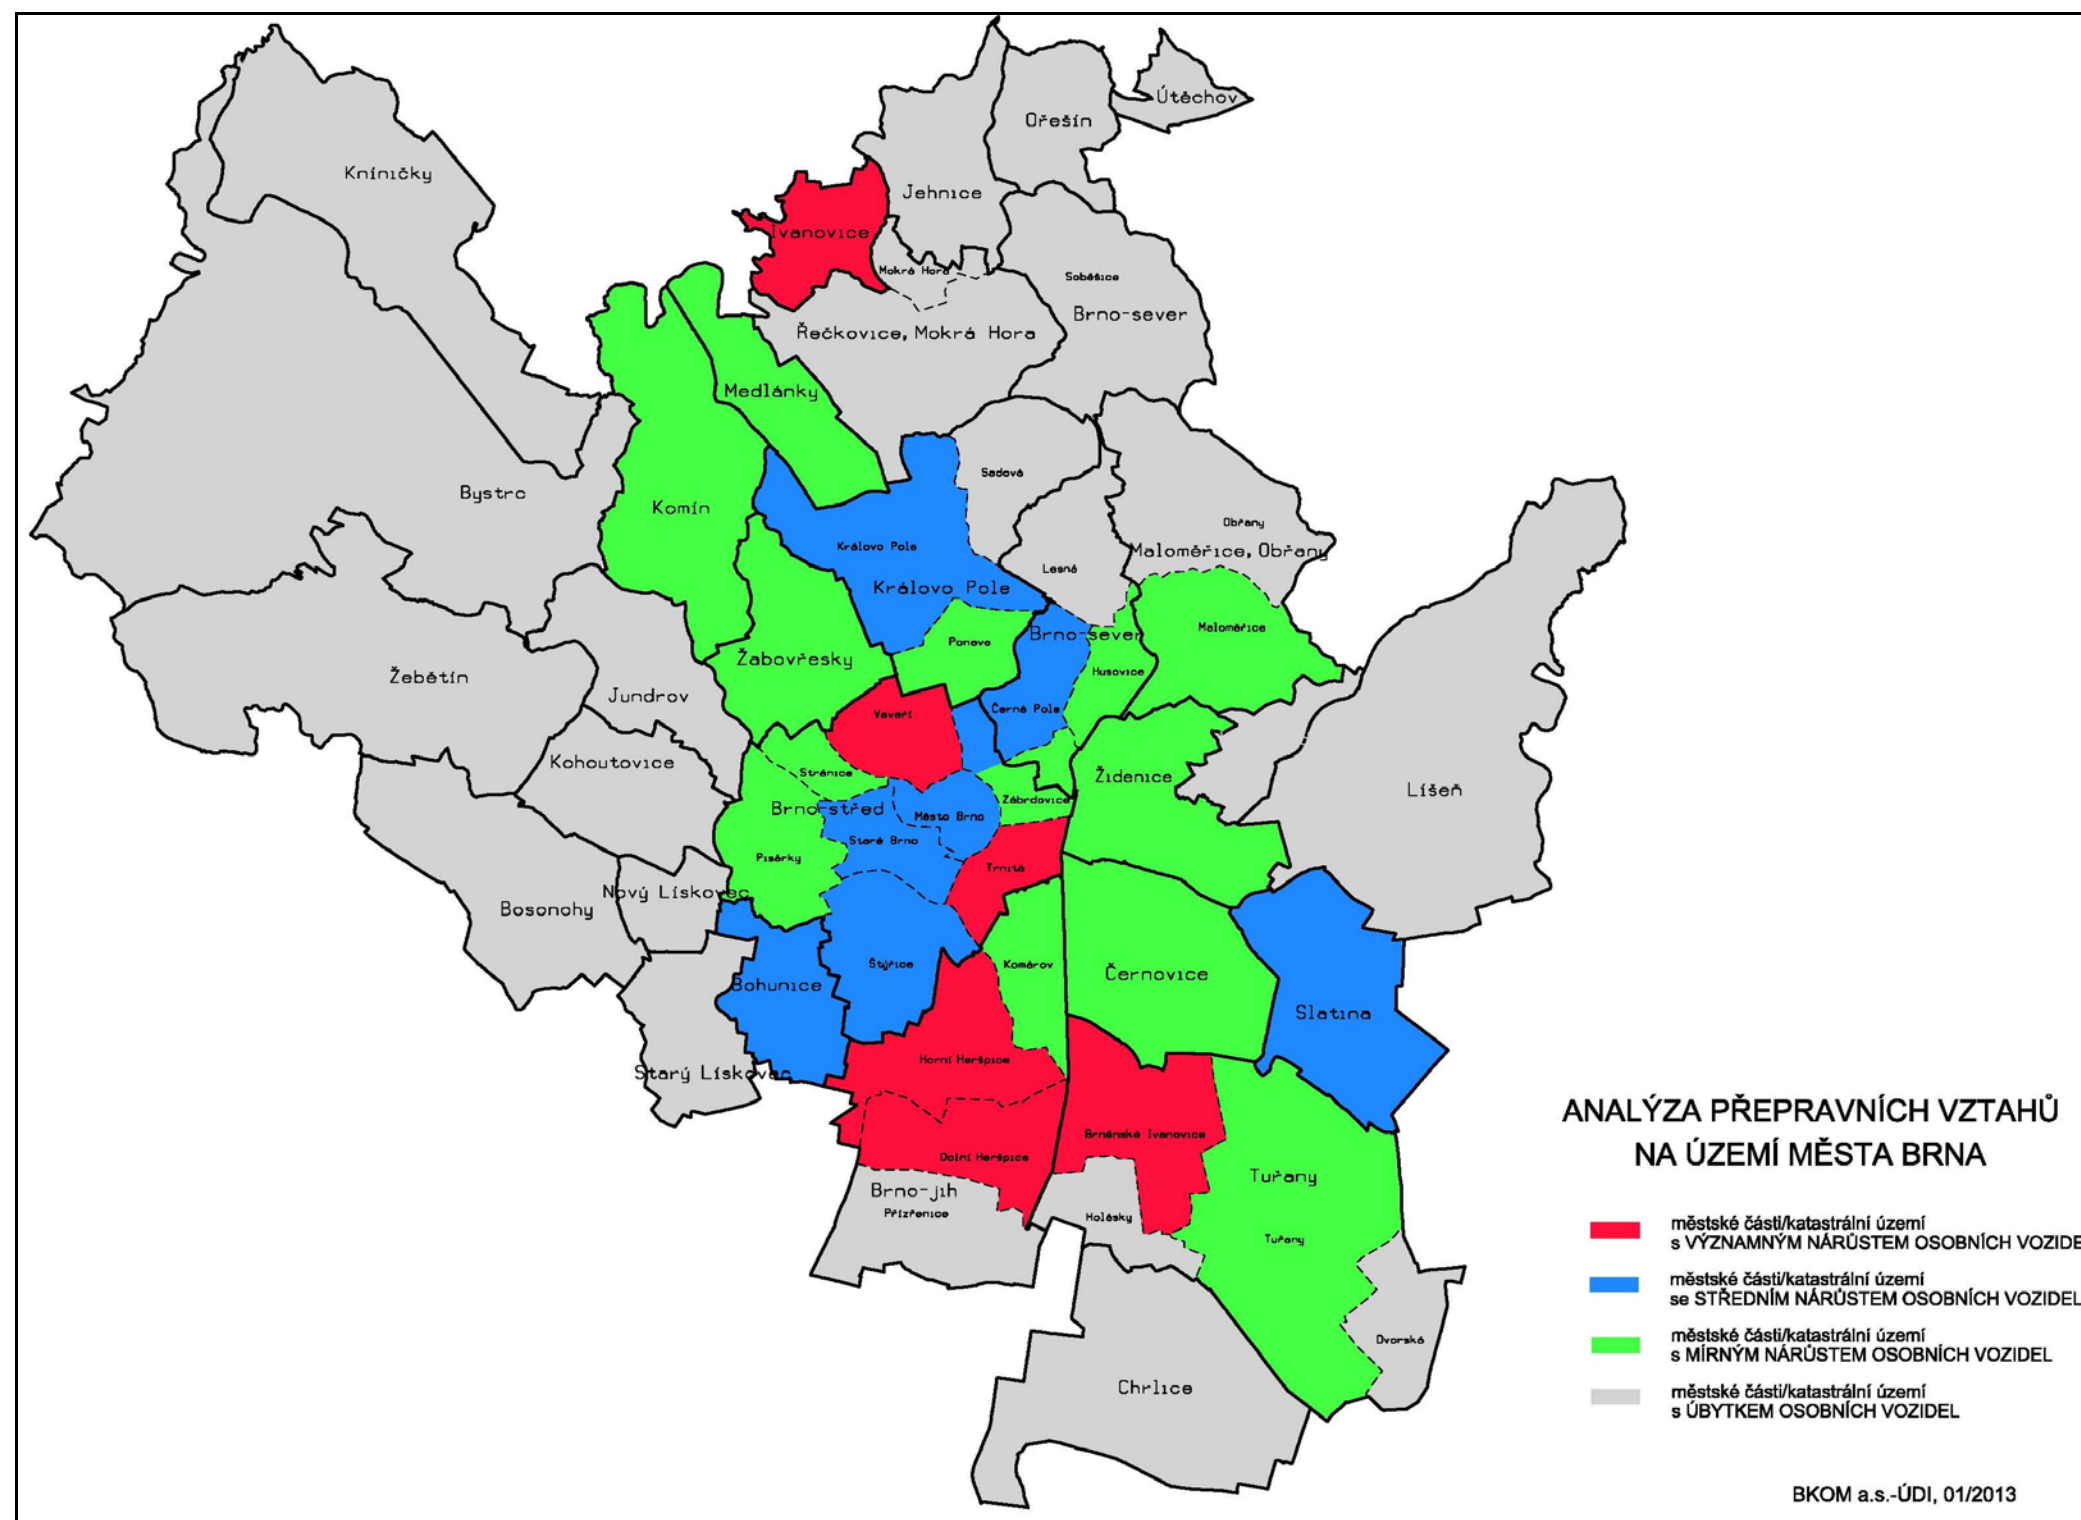 Útěchov
Ořešín
Kníničky
Jehnice
Ivanovice
Mokrá Hora
Soběšice
Brno-sever
Řečkovice, Mokrá Hora
Medlánky
Sadová
Bystrc
Komín
Obřany
Královo Pole
Maloměřice, Obřany
Lesná
Královo Pole
Maloměřice
Brno-sever
Ponava
Žabovřesky
Husovice
Žebětín
Jundrov
Černá Pole
Veveří
Kohoutovice
Stránice
Židenice
Líšeň
Zábrdovice
Brno-střed
Město Brno
Staré Brno
Pisárky
Trnitá
Nový Lískovec
Bosonohy
Štýřice
Komárov
Černovice
Bohunice
Slatina
Horní Heršpice
Starý Lískovec
ANALÝZA PŘEPRAVNÍCH VZTAHŮ
NA ÚZEMÍ MĚSTA BRNA
Brněnské Ivanovice
Dolní Heršpice
Tuřany
Brno-jih
Přízřenice
Holásky
Tuřany
Dvorska
Chrlice
městské části/katastrální území
s VÝZNAMNÝM NÁRŮSTEM OSOBNÍCH VOZIDE
městské části/katastrální území
se STŘEDNÍM NÁRŮSTEM OSOBNÍCH VOZIDEL
městské části/katastrální území
s MÍRNÝM NÁRŮSTEM OSOBNÍCH VOZIDEL
městské části/katastrální území
s ÚBYTKEM OSOBNÍCH VOZIDEL
BKOM a.s.-ÚDI, 01/2013